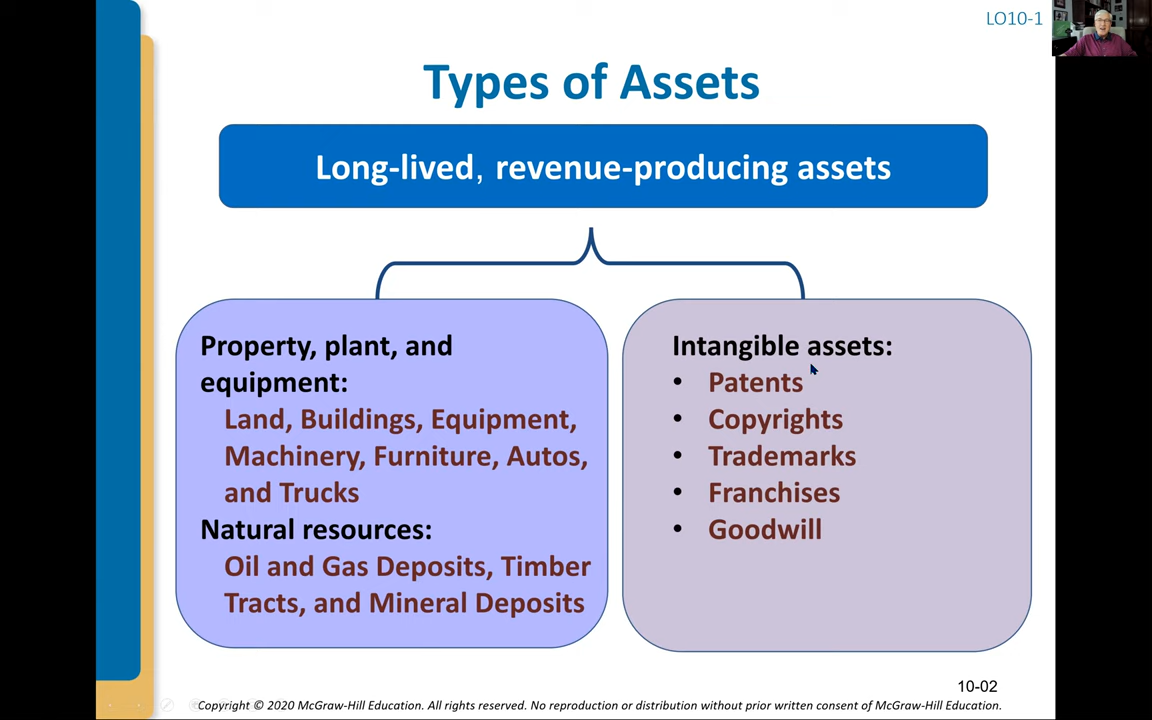 LO10-1
Types of Assets
Long-lived, revenue-producing assets
Property, plant, and
equipment:
Land, Buildings, Equipment,
Machinery, Furniture, Autos,
and Trucks
Natural resources:
Oil and Gas Deposits, Timber
Tracts, and Mineral Deposits
Intangible assets:
• Patents
• Copyrights
• Trademarks
• Franchises
• Goodwill
10-02
Copyright © 2020 McGraw-Hill Education. All rights reserved. No reproduction or distribution without prior written consent of McGraw-Hill Education.